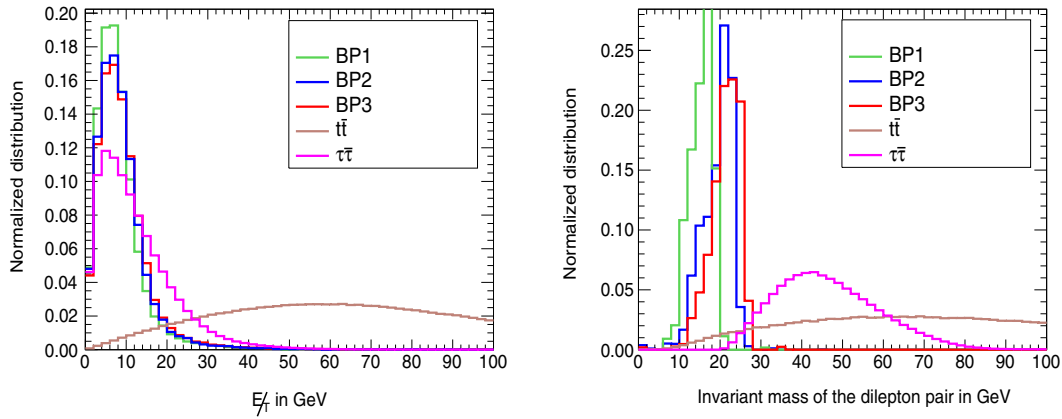 Normalized distribution
0.20
0.18
0.16
0.14
0.12
0.10
0.08
0.06
0.04
0.02
0.00
BP1
BP2
BP3
tt̄
ττ̄
0 10 20 30 40 50 60 70 80 90 100
E̸T in GeV
Normalized distribution
0.25
0.20
0.15
0.10
0.05
0.00
BP1
BP2
BP3
tt̄
ττ̄
0 10 20 30 40 50 60 70 80 90 100
Invariant mass of the dilepton pair in GeV